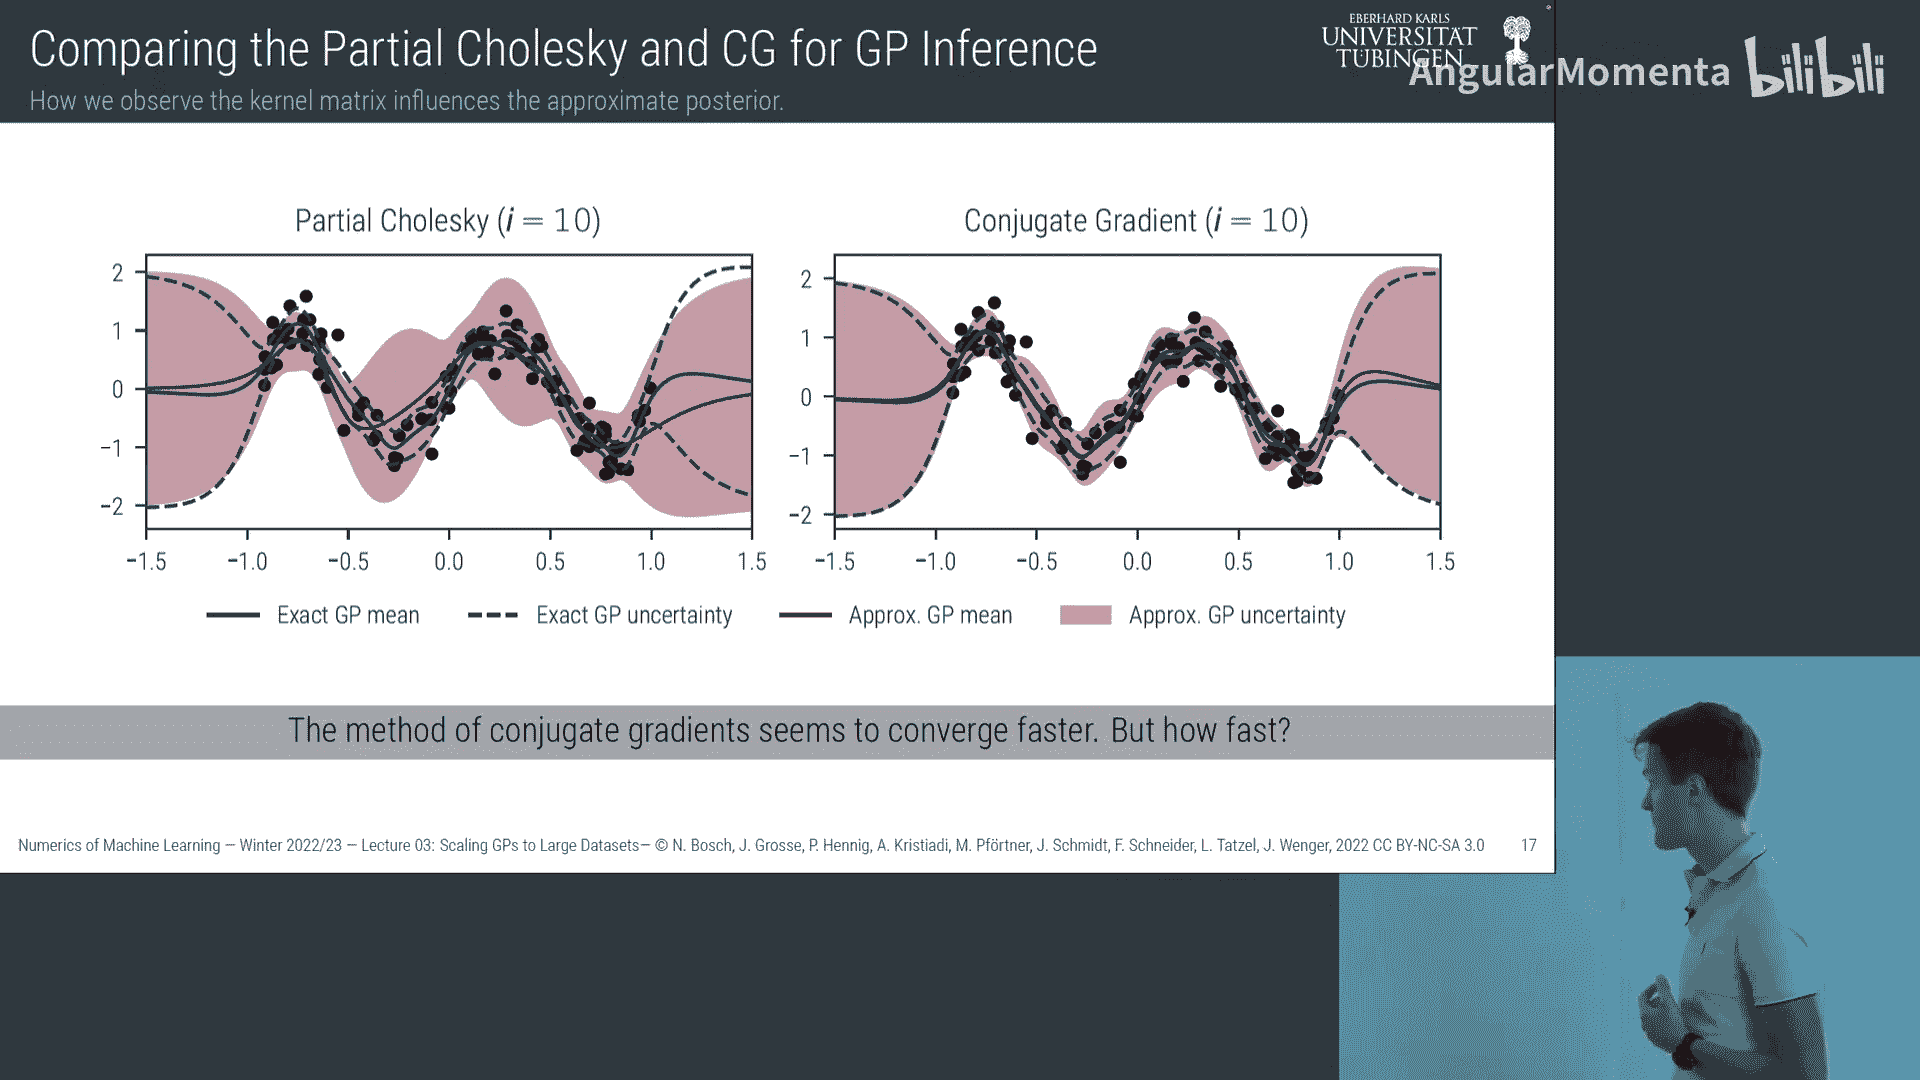 Comparing the Partial Cholesky and CG for GP Inference
How we observe the kernel matrix influences the approximate posterior.
EBERHARD KARLS
UNIVERSITÄT
TÜBINGEN
AngularMomenta bilibili
Partial Cholesky (i = 10)
2
1
0
−1
−2
−1.5 −1.0 −0.5 0.0 0.5 1.0 1.5
Conjugate Gradient (i = 10)
2
1
0
−1
−2
−1.5 −1.0 −0.5 0.0 0.5 1.0 1.5
Exact GP mean Exact GP uncertainty Approx. GP mean Approx. GP uncertainty
The method of conjugate gradients seems to converge faster. But how fast?
Numerics of Machine Learning — Winter 2022/23 — Lecture 03: Scaling GPs to Large Datasets— © N. Bosch, J. Grosse, P. Hennig, A. Kristiadi, M. Pförtner, J. Schmidt, F. Schneider, L. Tatzel, J. Wenger, 2022 CC BY-NC-SA 3.0 17